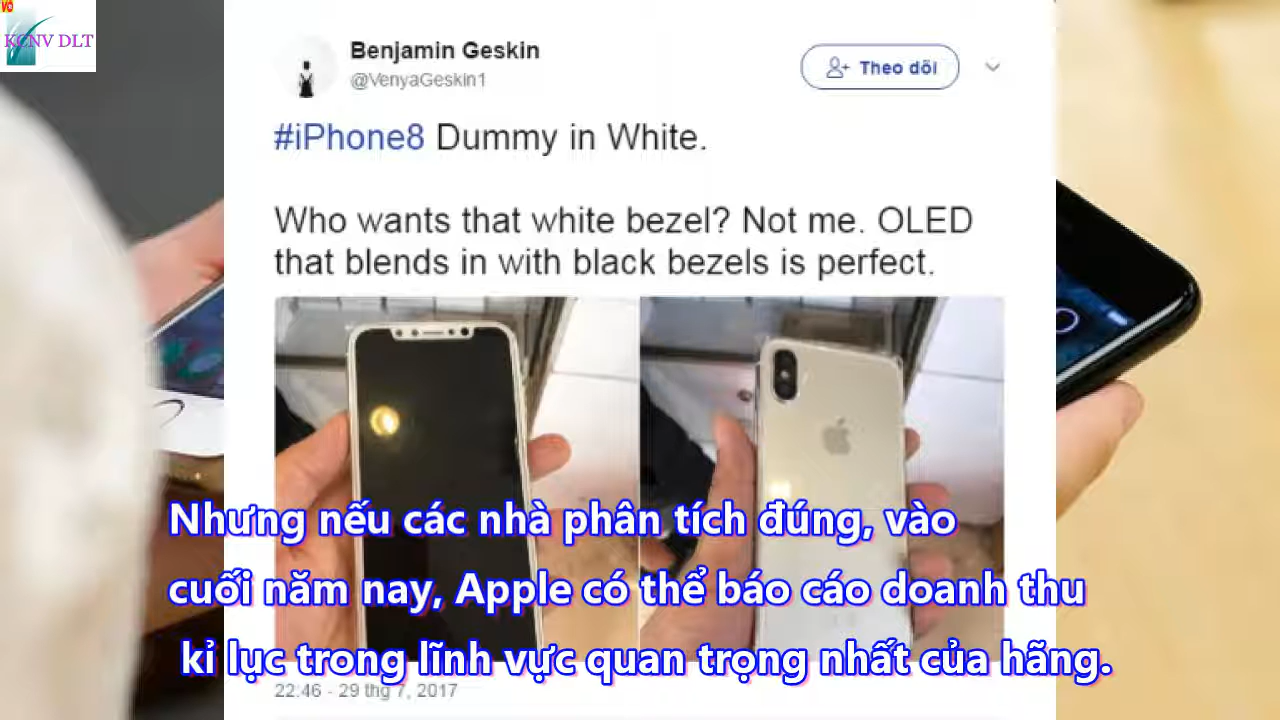 VO
KCNV DLT
Benjamin Geskin
@VenyaGeskin1
Theo dõi
#iPhone8 Dummy in White.
Who wants that white bezel? Not me. OLED
that blends in with black bezels is perfect.
Nhưng nếu các nhà phân tích đúng, vào
cuối năm nay, Apple có thể báo cáo doanh thu
kỉ lục trong lĩnh vực quan trọng nhất của hãng.
22:46 - 29 thg 7, 2017